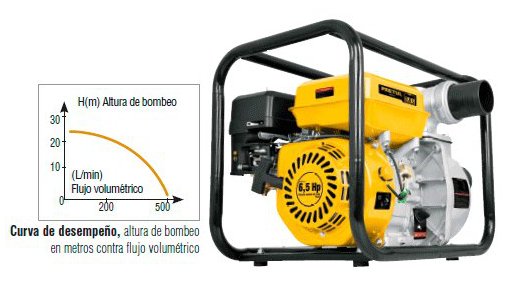 H(m) Altura de bombeo
30
20
10
(L/min)
Flujo volumétrico
0
200
500
Curva de desempeño, altura de bombeo
en metros contra flujo volumétrico
PRETUL
6,5 Hp